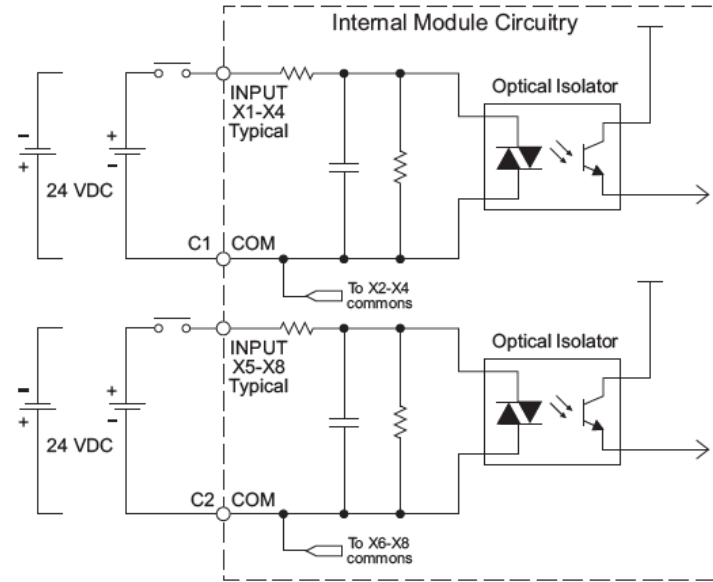 Internal Module Circuitry
Optical Isolator
INPUT
X1-X4
Typical
-
+
+
-
24 VDC
C1
COM
To X2-X4
commons
Optical Isolator
INPUT
X5-X8
Typical
-
+
+
-
24 VDC
C2
COM
To X6-X8
commons